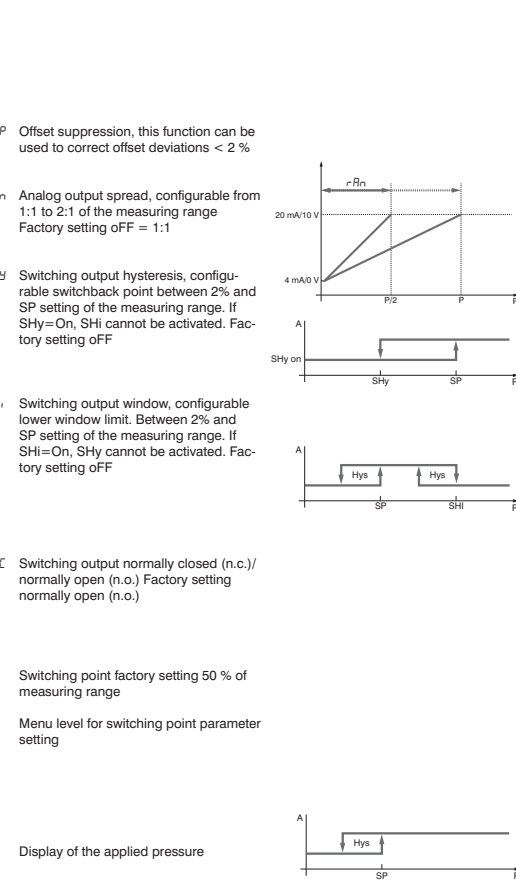 P
Offset suppression, this function can be
used to correct offset deviations < 2 %
n
Analog output spread, configurable from
1:1 to 2:1 of the measuring range
Factory setting oFF = 1:1
rAn
20 mA/10 V
4 mA/0 V
P/2
P
P
y
Switching output hysteresis, configu-
rable switchback point between 2% and
SP setting of the measuring range. If
SHy=On, SHi cannot be activated. Fac-
tory setting oFF
A
SHy on
SHy
SP
P
i
Switching output window, configurable
lower window limit. Between 2% and
SP setting of the measuring range. If
SHi=On, SHy cannot be activated. Fac-
tory setting oFF
A
Hys
Hys
SP
SHI
P
C
Switching output normally closed (n.c.)/
normally open (n.o.) Factory setting
normally open (n.o.)
Switching point factory setting 50 % of
measuring range
Menu level for switching point parameter
setting
Display of the applied pressure
A
Hys
SP
P